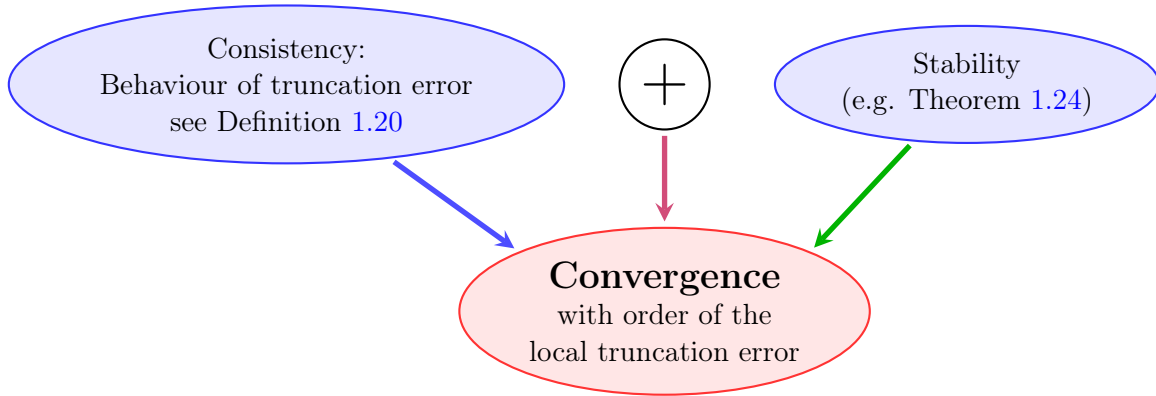 Consistency:
Behaviour of truncation error
see Definition 1.20
+
Stability
(e.g. Theorem 1.24)
Convergence
with order of the
local truncation error